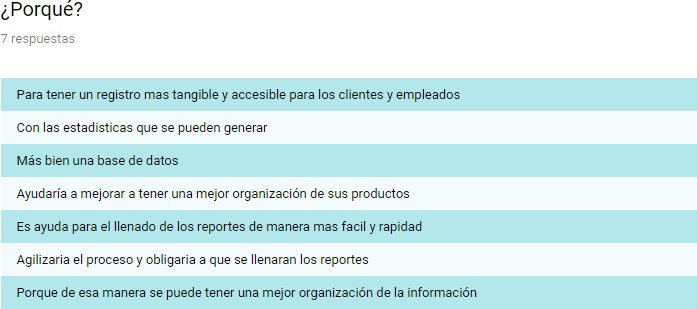 ¿Porqué?
7 respuestas
Para tener un registro mas tangible y accesible para los clientes y empleados
Con las estadisticas que se pueden generar
Más bien una base de datos
Ayudaría a mejorar a tener una mejor organización de sus productos
Es ayuda para el llenado de los reportes de manera mas facil y rapidad
Agilizaria el proceso y obligaria a que se llenaran los reportes
Porque de esa manera se puede tener una mejor organización de la información